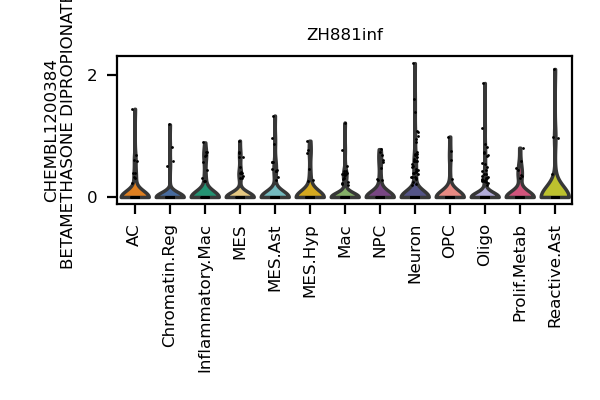 ZH881inf
CHEMBL1200384
BETAMETHASONE DIPROPIONATE
2
0
AC
Chromatin.Reg
Inflammatory.Mac
MES
MES.Ast
MES.Hyp
Mac
NPC
Neuron
OPC
Oligo
Prolif.Metab
Reactive.Ast